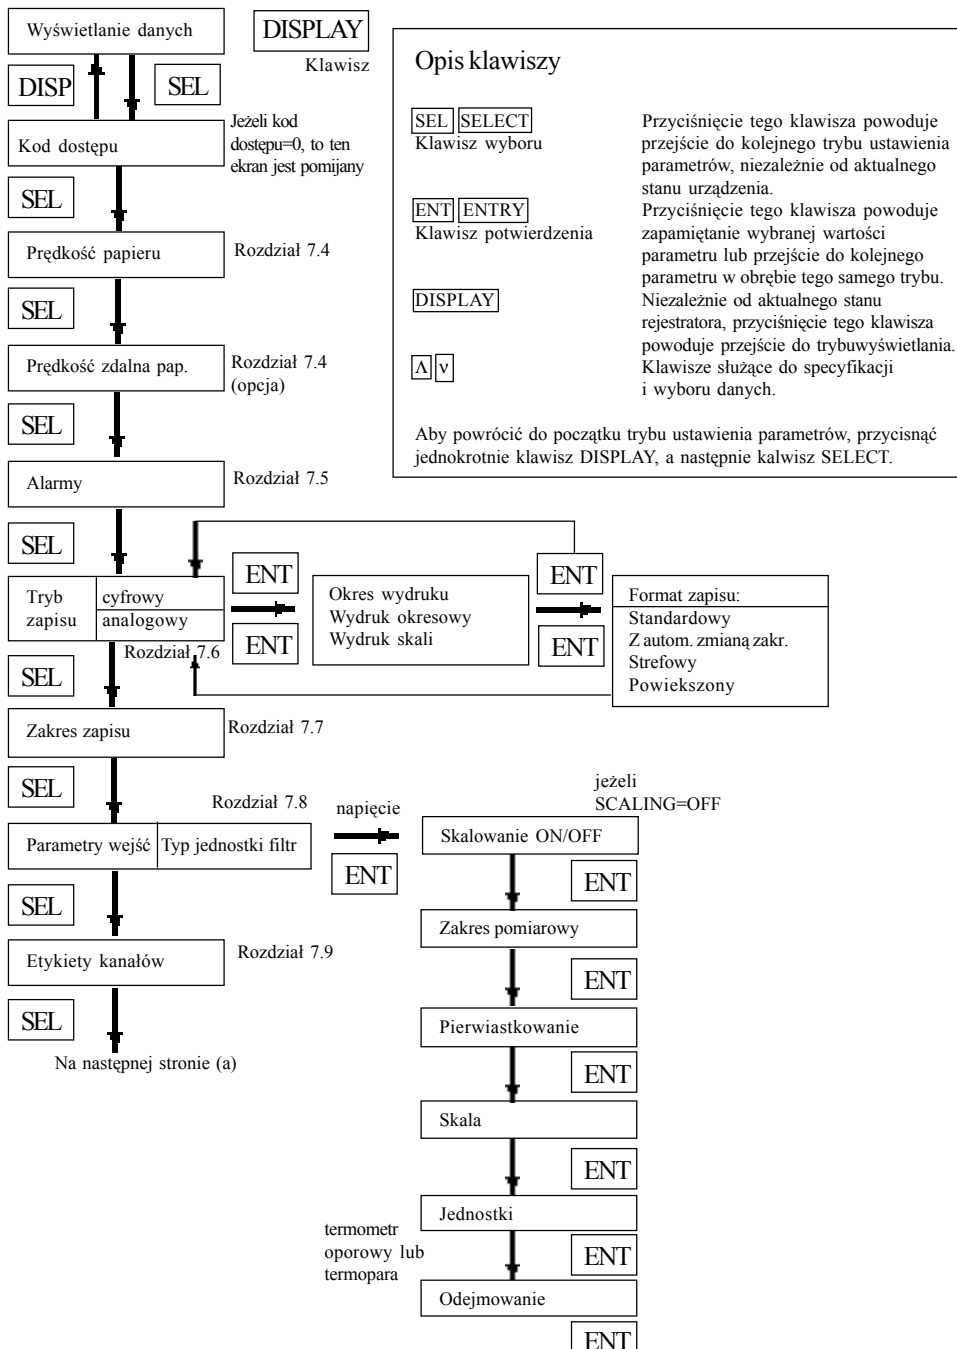 Wyświetlanie danych
DISPLAY
Klawisz
DISP
SEL
Kod dostępu
Jeżeli kod
dostępu=0, to ten
ekran jest pomijany
SEL
Prędkość papieru
Rozdział 7.4
SEL
Prędkość zdalna pap.
Rozdział 7.4
(opcja)
SEL
Alarmy
Rozdział 7.5
SEL
Opis klawiszy
SEL SELECT
Klawisz wyboru
Przyciśnięcie tego klawisza powoduje
przejście do kolejnego trybu ustawienia
parametrów, niezależnie od aktualnego
stanu urządzenia.
ENT ENTRY
Klawisz potwierdzenia
Przyciśnięcie tego klawisza powoduje
zapamiętanie wybranej wartości
parametru lub przejście do kolejnego
parametru w obrębie tego samego trybu.
DISPLAY
Niezależnie od aktualnego stanu
rejestratora, przyciśnięcie tego klawisza
powoduje przejście do trybuwyświetlania.
Λ ν
Klawisze służące do specyfikacji
i wyboru danych.
Aby powrócić do początku trybu ustawienia parametrów, przycisnąć
jednokrotnie klawisz DISPLAY, a następnie kalwisz SELECT.
Tryb
zapisu
cyfrowy
analogowy
Rozdział 7.6
ENT
ENT
Okres wydruku
Wydruk okresowy
Wydruk skali
ENT
ENT
Format zapisu:
Standardowy
Z autom. zmianą zakr.
Strefowy
Powiekszony
SEL
Zakres zapisu
Rozdział 7.7
SEL
Rozdział 7.8
Parametry wejść
Typ jednostki filtr
napięcie
ENT
jeżeli
SCALING=OFF
Skalowanie ON/OFF
ENT
SEL
Etykiety kanałów
Rozdział 7.9
SEL
Na następnej stronie (a)
Zakres pomiarowy
ENT
Pierwiastkowanie
ENT
Skala
ENT
Jednostki
termometr
oporowy lub
termopara
ENT
Odejmowanie
ENT